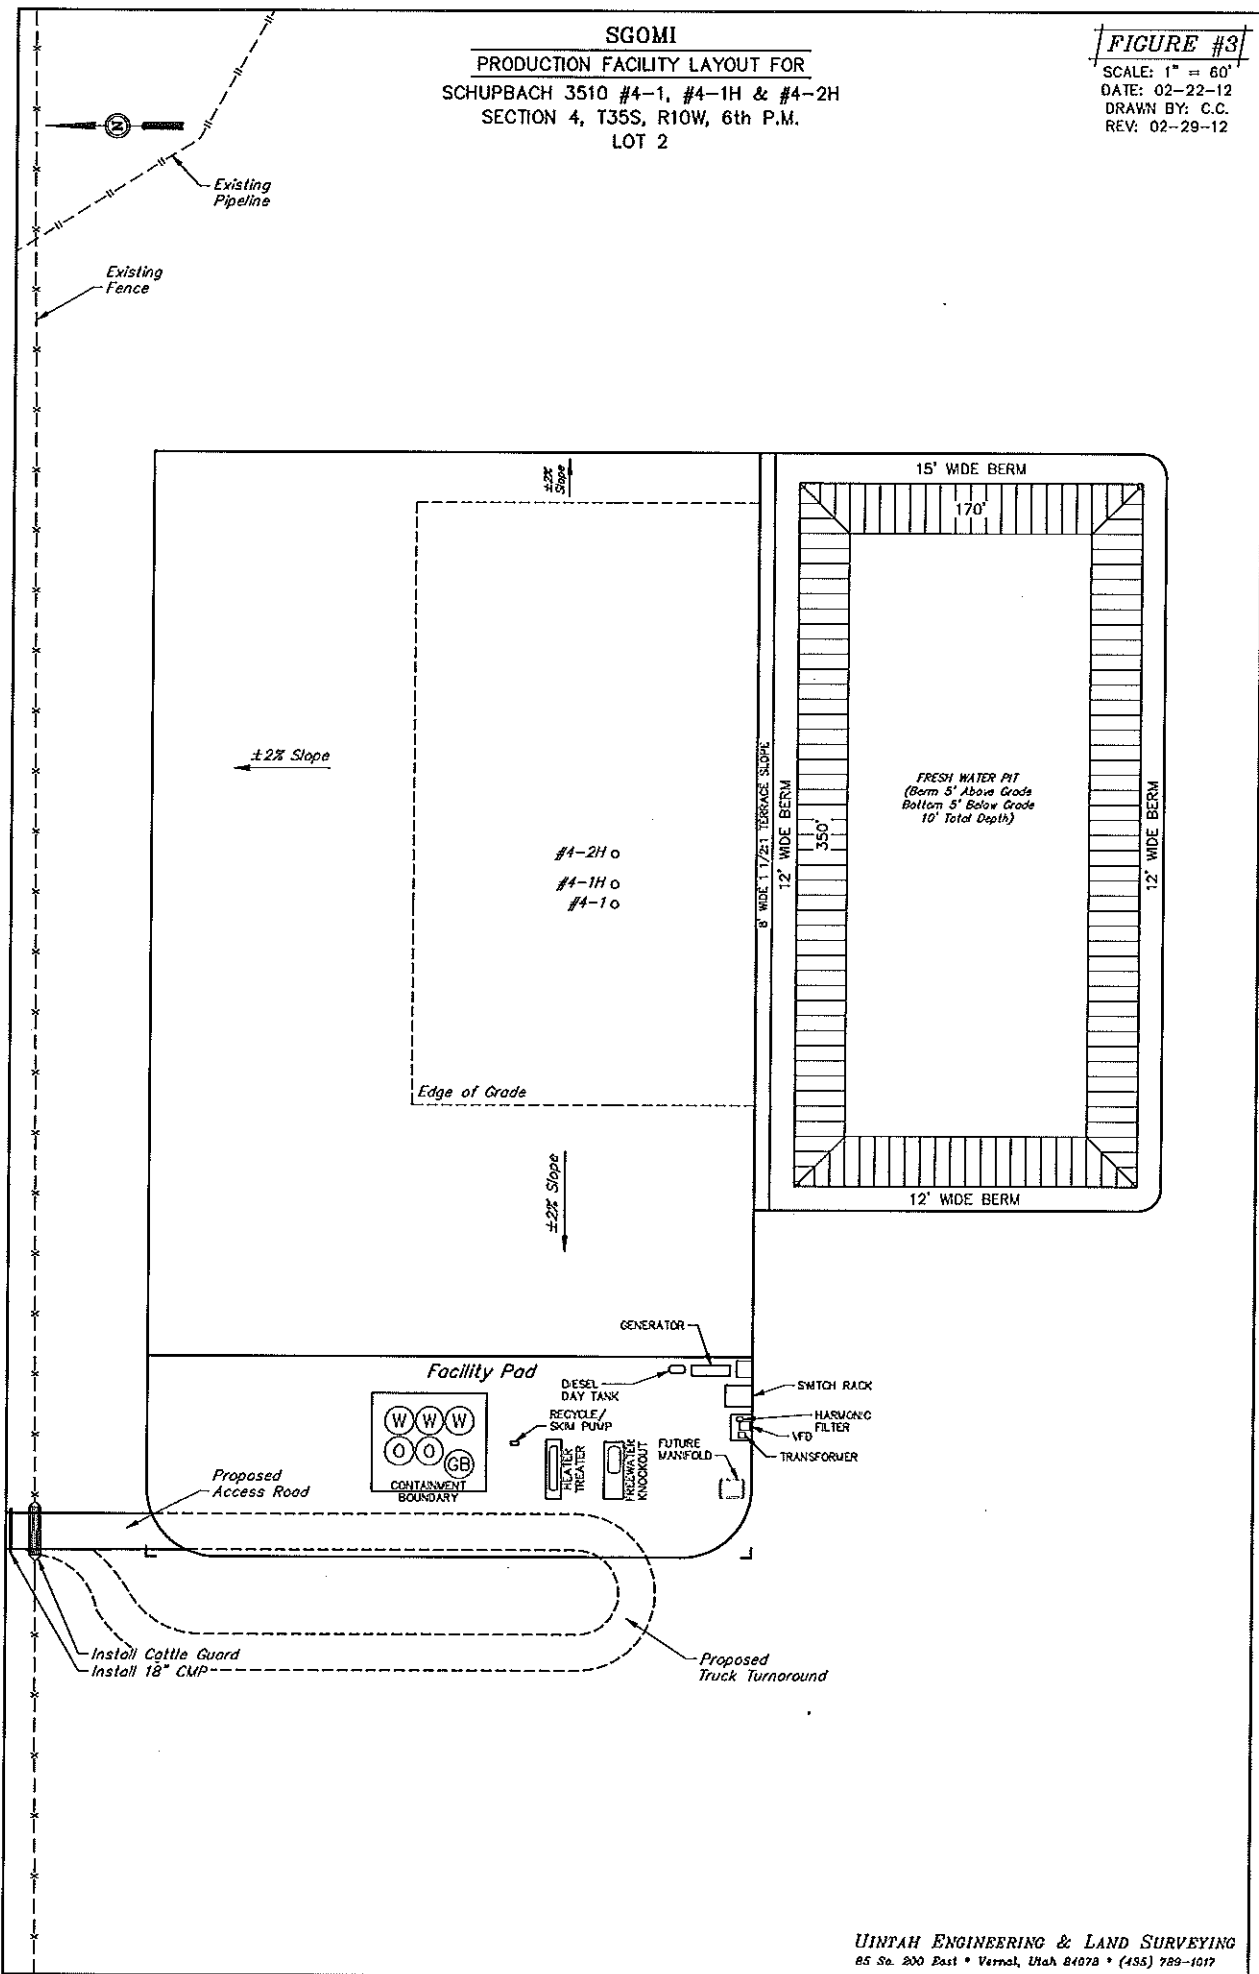 SGOMI
PRODUCTION FACILITY LAYOUT FOR
SCHUPBACH 3510 #4-1, #4-1H & #4-2H
SECTION 4, T35S, R10W, 6th P.M.
LOT 2
FIGURE #3
SCALE: 1" = 60'
DATE: 02-22-12
DRAWN BY: C.C.
REV: 02-29-12
N
Existing
Pipeline
Existing
Fence
±2%
Slope
15' WIDE BERM
170'
±2% Slope
8' WIDE 1 1/2:1 TERRACE SLOPE
12' WIDE BERM
350'
FRESH WATER PIT
(Berm 5' Above Grade
Bottom 5' Below Grade
10' Total Depth)
12' WIDE BERM
#4-2H
#4-1H
#4-1
Edge of Grade
±2% Slope
12' WIDE BERM
GENERATOR
Facility Pad
DIESEL
DAY TANK
SWITCH RACK
RECYCLE/
SKIM PUMP
HARMONIC
FILTER
VFD
TRANSFORMER
W W W
O O GB
CONTAINMENT
BOUNDARY
HEATER
TREATER
FREEWATER
KNOCKOUT
FUTURE
MANIFOLD
Proposed
Access Road
Install Cattle Guard
Install 18" CMP
Proposed
Truck Turnaround
UINTAH ENGINEERING & LAND SURVEYING
85 So. 200 East * Vernal, Utah 84078 * (435) 789-1017